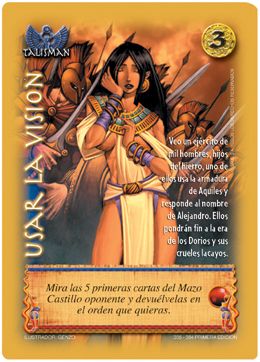 TALISMAN
3
USAR LA VISIÓN
Veo un ejército de
mil hombres, hijos
del hierro, uno de
ellos usa la armadura
de Aquiles y
responde al nombre
de Alejandro. Ellos
pondrán fin a la era
de los Dorios y sus
crueles lacayos.
Mira las 5 primeras cartas del Mazo
Castillo oponente y devuélvelas en
el orden que quieras.
ILUSTRADOR: GENZO
PRIMERA EDICIÓN